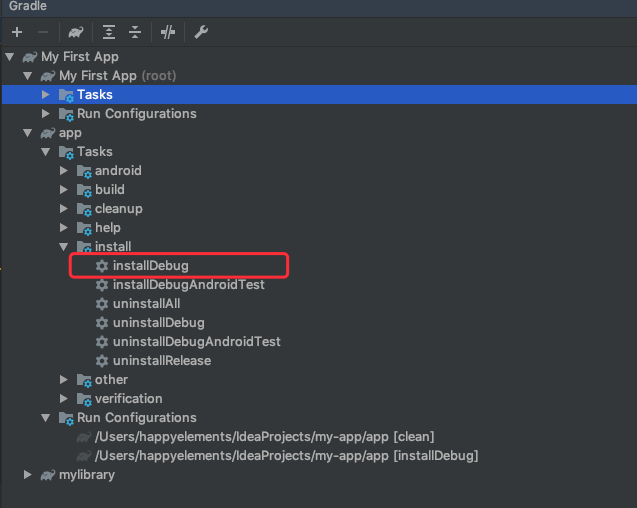 Gradle
My First App
My First App (root)
Tasks
Run Configurations
app
Tasks
android
build
cleanup
help
install
installDebug
installDebugAndroidTest
uninstallAll
uninstallDebug
uninstallDebugAndroidTest
uninstallRelease
other
verification
Run Configurations
/Users/happyelements/IdeaProjects/my-app/app [clean]
/Users/happyelements/IdeaProjects/my-app/app [installDebug]
mylibrary